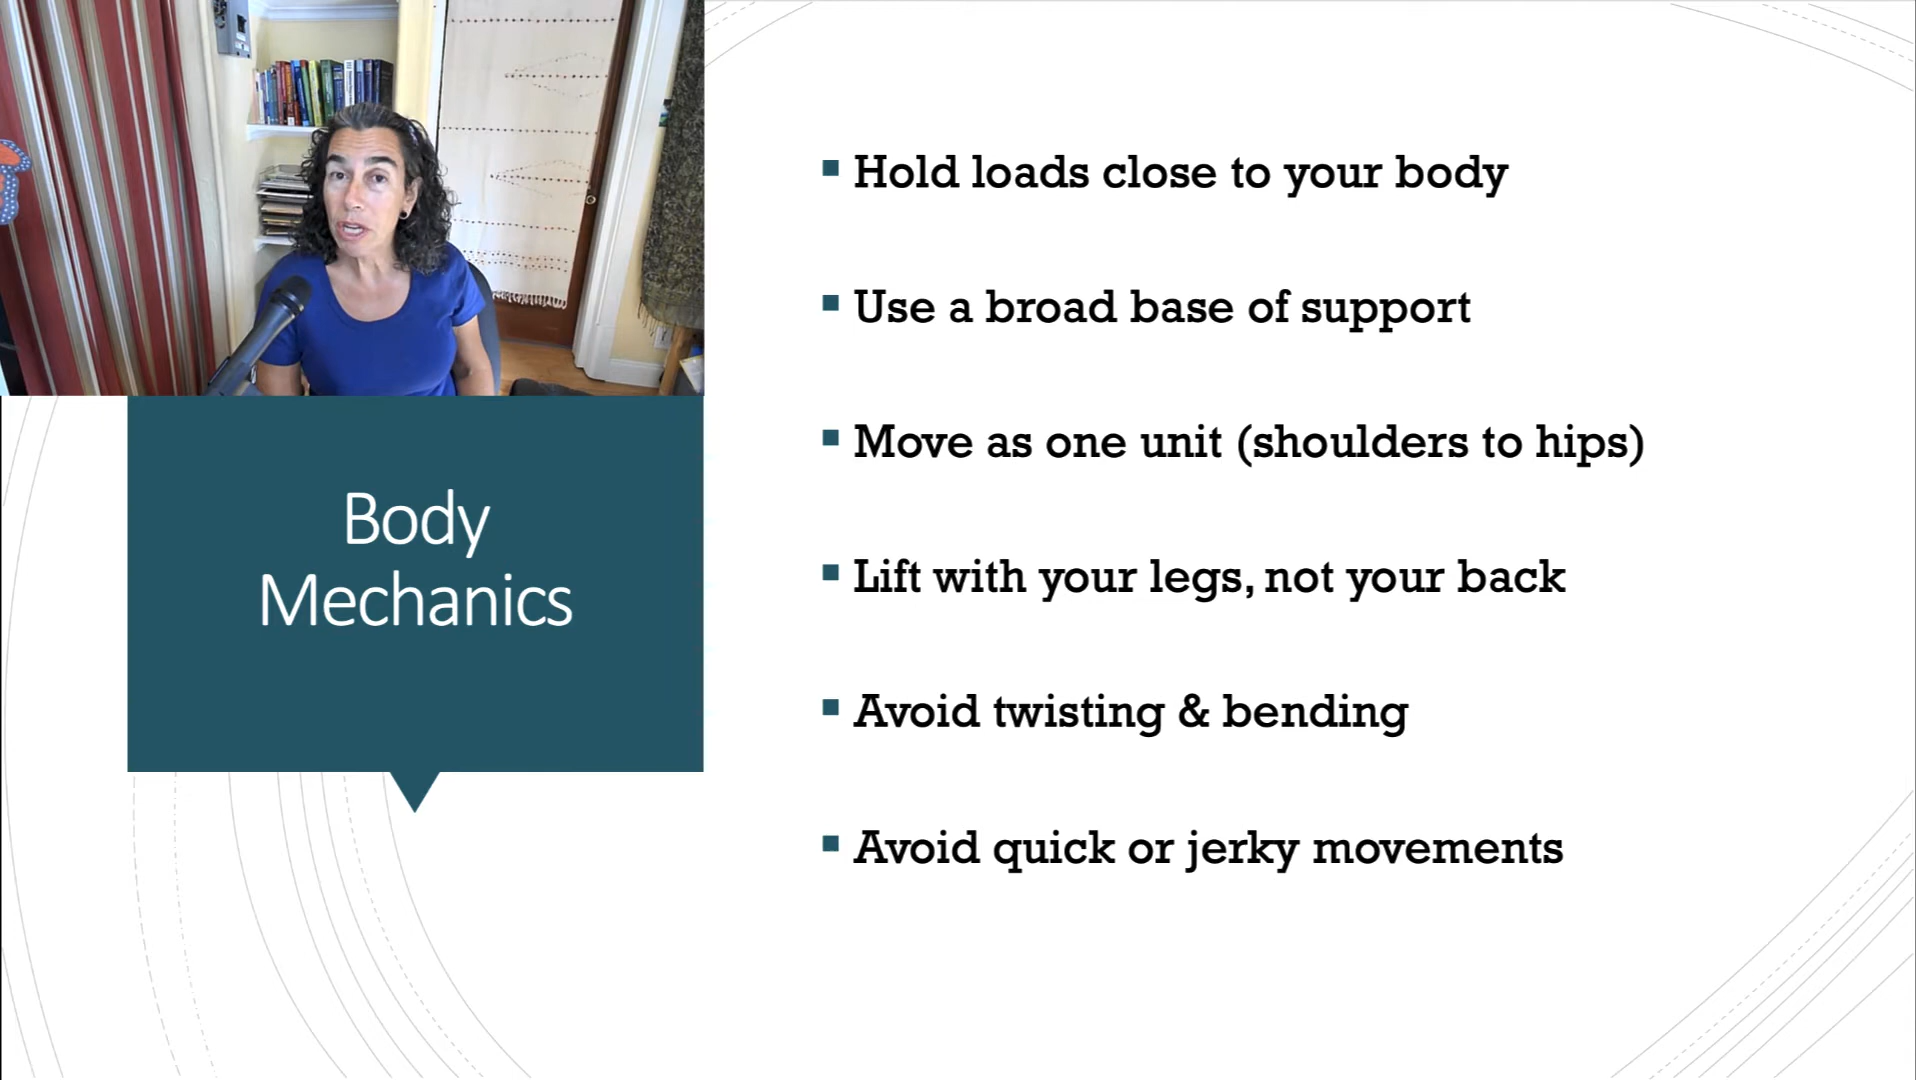 Body
Mechanics
Hold loads close to your body
Use a broad base of support
Move as one unit (shoulders to hips)
Lift with your legs, not your back
Avoid twisting & bending
Avoid quick or jerky movements